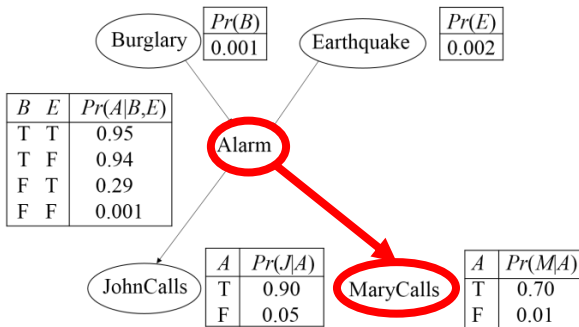 Burglary
Pr(B)
0.001
Earthquake
Pr(E)
0.002
B E Pr(A|B,E)
T T 0.95
T F 0.94
F T 0.29
F F 0.001
Alarm
JohnCalls
A Pr(J|A)
T 0.90
F 0.05
MaryCalls
A Pr(M|A)
T 0.70
F 0.01